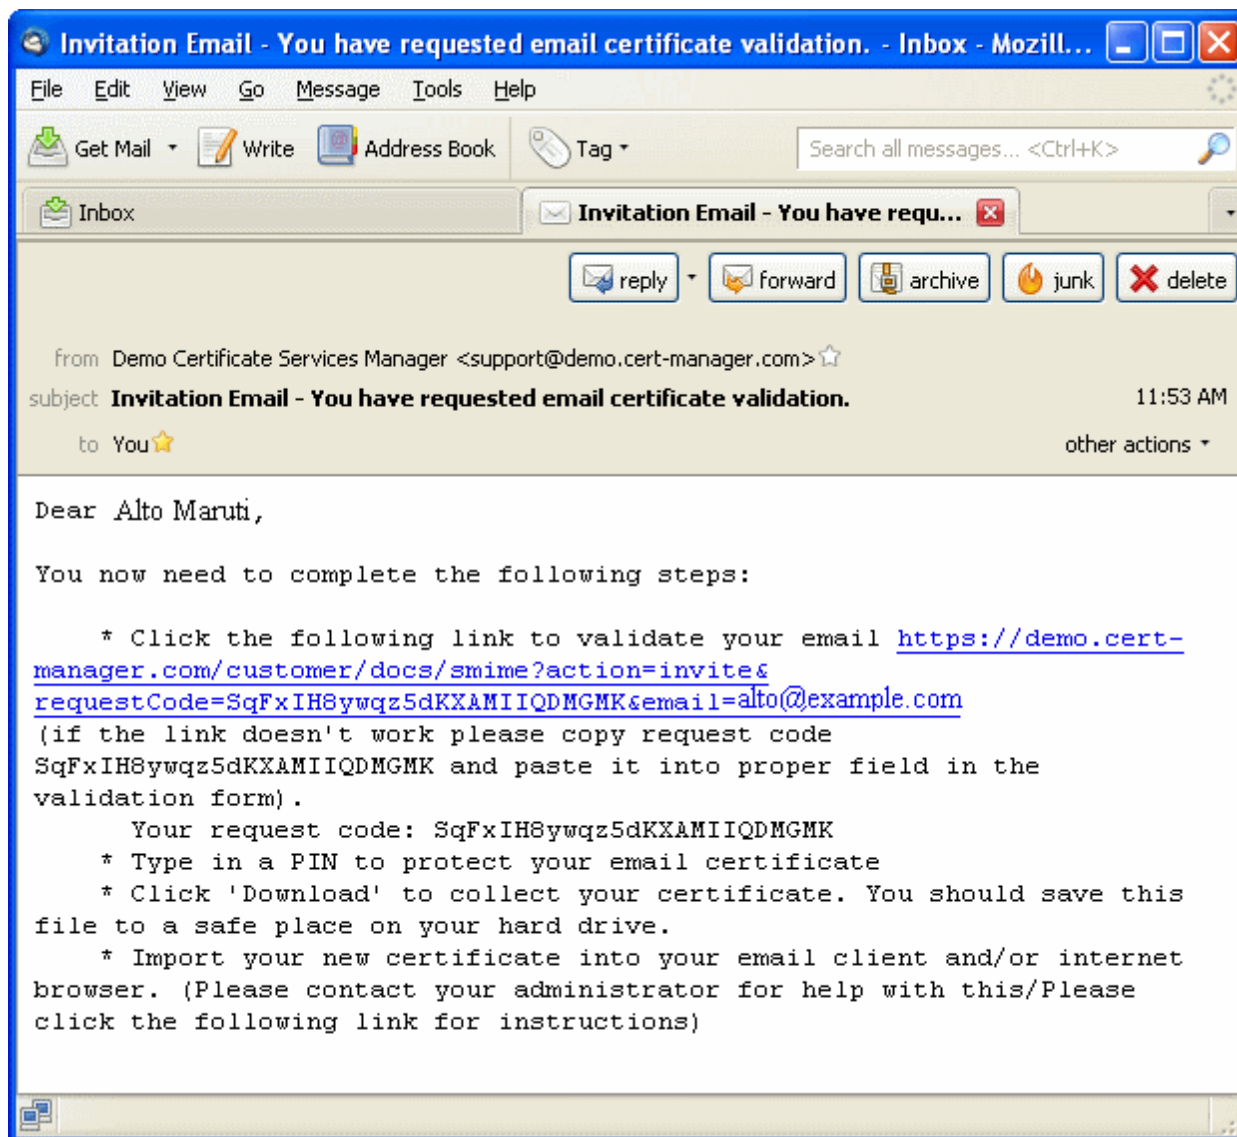 Invitation Email - You have requested email certificate validation. - Inbox - Mozill...
File Edit View Go Message Tools Help
Get Mail Write Address Book Tag Search all messages... <Ctrl+K>
Inbox Invitation Email - You have requ...
reply forward archive junk delete
from Demo Certificate Services Manager <support@demo.cert-manager.com>
subject Invitation Email - You have requested email certificate validation. 11:53 AM
to You other actions
Dear Alto Maruti,
You now need to complete the following steps:
* Click the following link to validate your email https://demo.cert-
manager.com/customer/docs/smime?action=invite&
requestCode=SqFxIH8ywqz5dKXAMIIQDMGMK&email=alto@example.com
(if the link doesn't work please copy request code
SqFxIH8ywqz5dKXAMIIQDMGMK and paste it into proper field in the
validation form).
Your request code: SqFxIH8ywqz5dKXAMIIQDMGMK
* Type in a PIN to protect your email certificate
* Click 'Download' to collect your certificate. You should save this
file to a safe place on your hard drive.
* Import your new certificate into your email client and/or internet
browser. (Please contact your administrator for help with this/Please
click the following link for instructions)